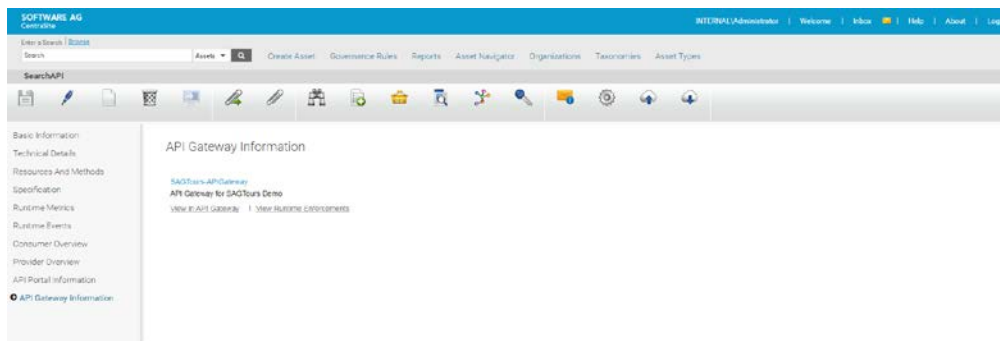 SOFTWARE AG
CentraSite
INTERNAL\Administrator | Welcome | Inbox | Help | About | Log
Enter a Search | Browse
Search Assets Create Asset Governance Rules Reports Asset Navigator Organisations Taxonomies Asset Types
SearchAPI
Basic Information
Technical Details
Resources And Methods
Specification
Runtime Metrics
Runtime Events
Consumer Overview
Provider Overview
API Portal Information
API Gateway Information
API Gateway Information
SAGTours-APIGateway
API Gateway for SAGTours Demo
View in API Gateway | View Runtime Enforcements